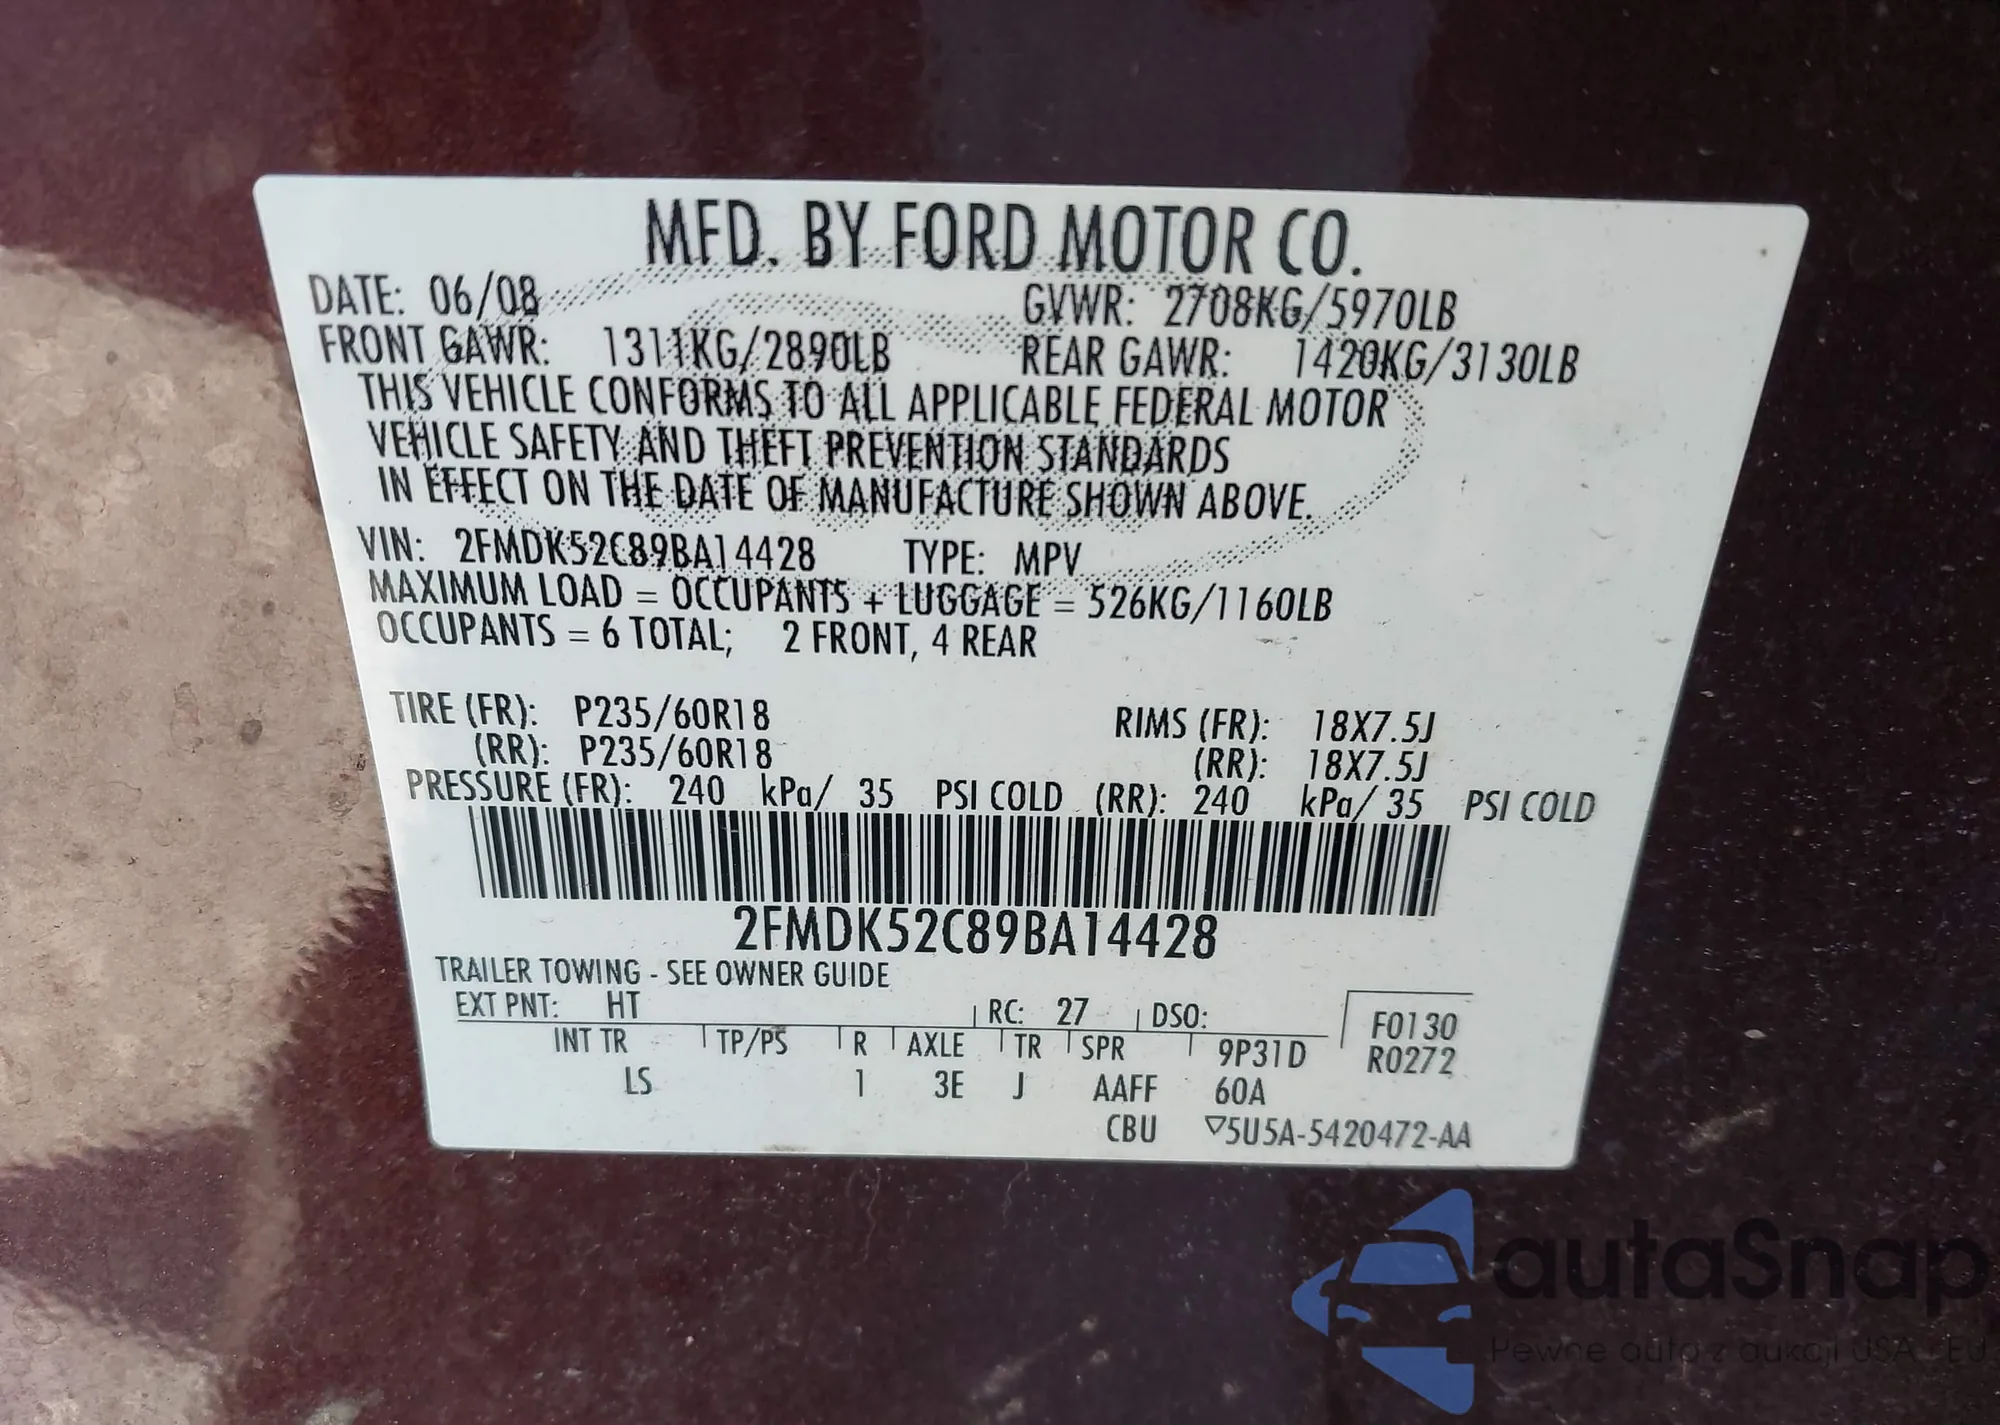 MFD. BY FORD MOTOR CO.
DATE: 06/08 GVWR: 2708KG/5970LB
FRONT GAWR: 1311KG/2890LB REAR GAWR: 1420KG/3130LB
THIS VEHICLE CONFORMS TO ALL APPLICABLE FEDERAL MOTOR
VEHICLE SAFETY AND THEFT PREVENTION STANDARDS
IN EFFECT ON THE DATE OF MANUFACTURE SHOWN ABOVE.
VIN: 2FMDK52C89BA14428 TYPE: MPV
MAXIMUM LOAD = OCCUPANTS + LUGGAGE = 526KG/1160LB
OCCUPANTS = 6 TOTAL; 2 FRONT, 4 REAR
TIRE (FR): P235/60R18 RIMS (FR): 18X7.5J
(RR): P235/60R18 (RR): 18X7.5J
PRESSURE (FR): 240 kPa/ 35 PSI COLD (RR): 240 kPa/ 35 PSI COLD
2FMDK52C89BA14428
TRAILER TOWING - SEE OWNER GUIDE
EXT PNT: HT RC: 27 DSO: F0130
INT TR TP/PS R AXLE TR SPR 9P31D R0272
LS 1 3E J AAFF 60A
CBU ▽5U5A-5420472-AA
autaSnap
Pewne auto z aukcji USA i EU